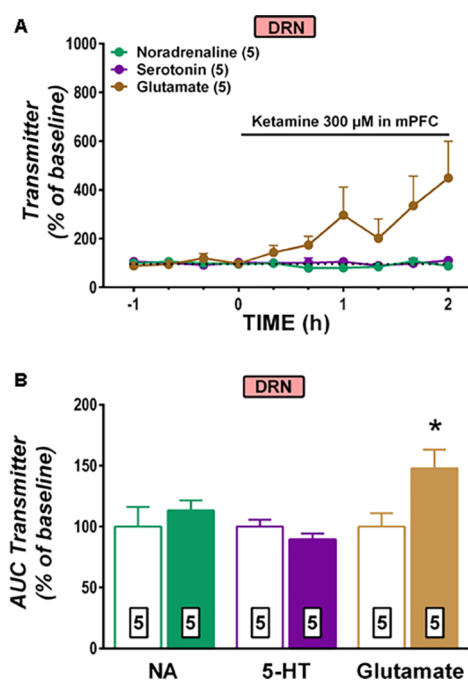 A
DRN
Noradrenaline (5)
Serotonin (5)
Glutamate (5)
Ketamine 300 µM in mPFC
Transmitter
(% of baseline)
1000
800
600
400
200
0
-1
0
1
2
TIME (h)
B
DRN
AUC Transmitter
(% of baseline)
200
150
100
50
0
*
5
5
5
5
5
5
NA
5-HT
Glutamate